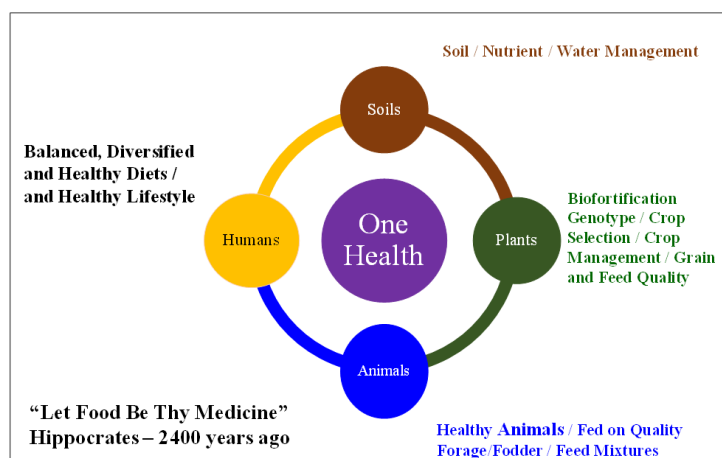 Soil / Nutrient / Water Management
Soils
Balanced, Diversified
and Healthy Diets /
and Healthy Lifestyle
Humans
One
Health
Plants
Biofortification
Genotype / Crop
Selection / Crop
Management / Grain
and Feed Quality
Animals
“Let Food Be Thy Medicine”
Hippocrates – 2400 years ago
Healthy Animals / Fed on Quality
Forage/Fodder / Feed Mixtures